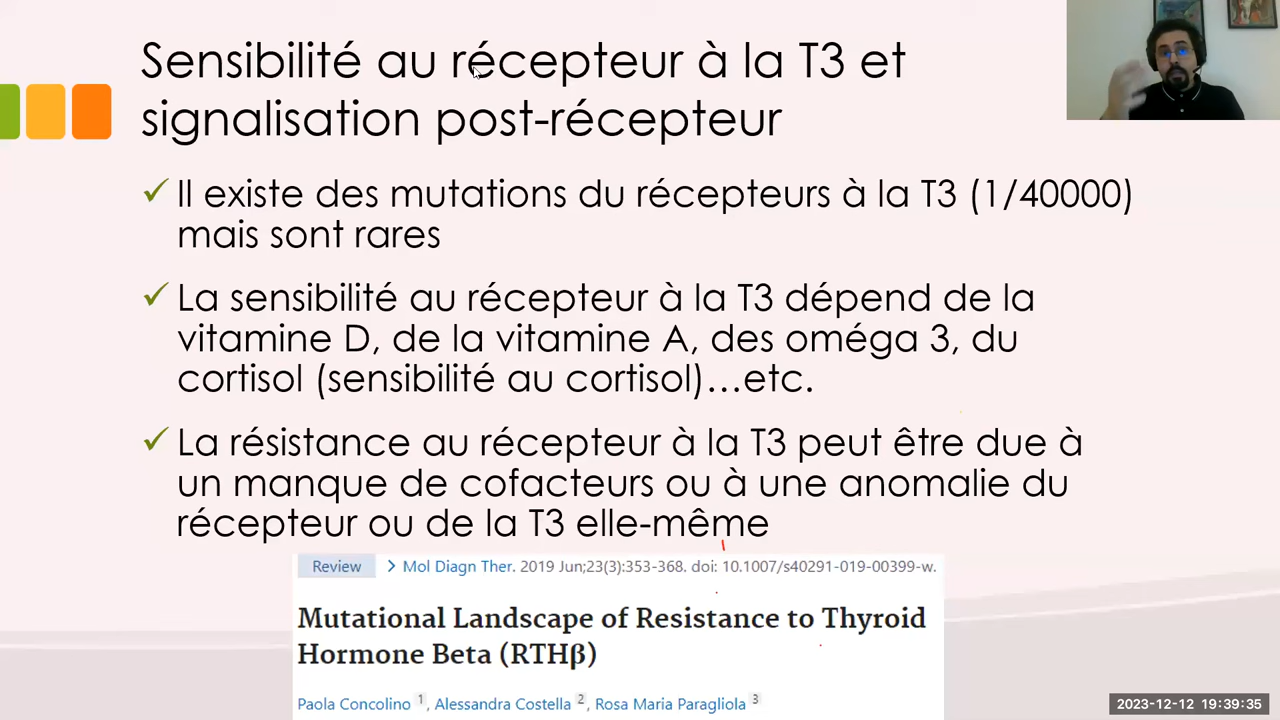 Sensibilité au récepteur à la T3 et
signalisation post-récepteur
Il existe des mutations du récepteurs à la T3 (1/40000)
mais sont rares
La sensibilité au récepteur à la T3 dépend de la
vitamine D, de la vitamine A, des oméga 3, du
cortisol (sensibilité au cortisol)...etc.
La résistance au récepteur à la T3 peut être due à
un manque de cofacteurs ou à une anomalie du
récepteur ou de la T3 elle-même
Review > Mol Diagn Ther. 2019 Jun;23(3):353-368. doi: 10.1007/s40291-019-00399-w.
Mutational Landscape of Resistance to Thyroid
Hormone Beta (RTHβ)
Paola Concolino 1, Alessandra Costella 2, Rosa Maria Paragliola 3
2023-12-12 19:39:35